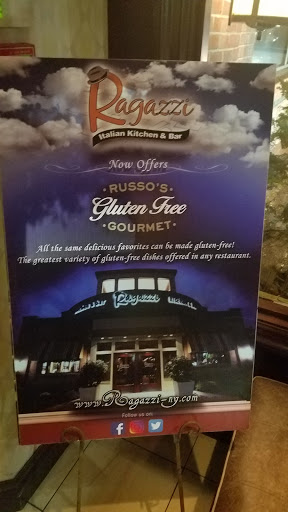 Ragazzi
Italian Kitchen & Bar
Now Offers
• RUSSO'S •
Gluten Free
• GOURMET •
All the same delicious favorites can be made gluten-free!
The greatest variety of gluten-free dishes offered in any restaurant.
Ragazzi
www.Ragazzi-ny.com
Follow us on: